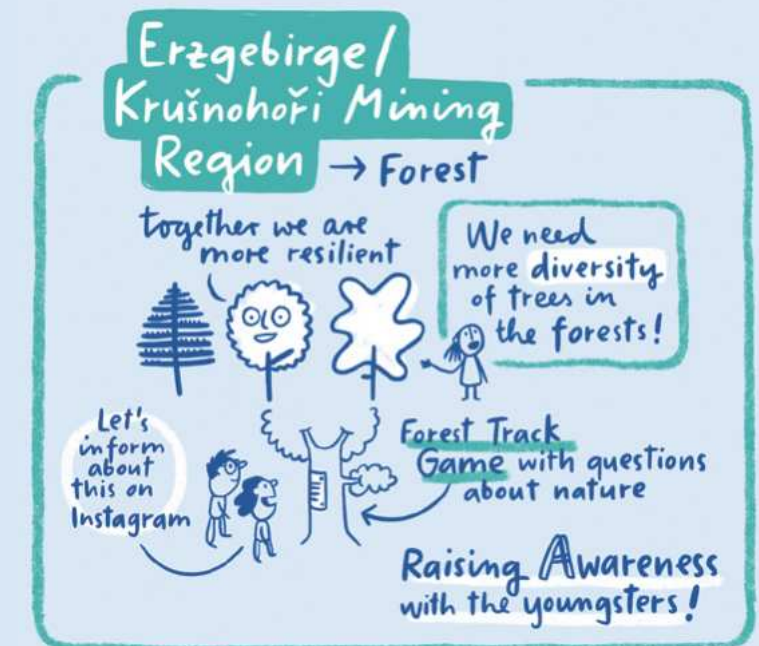 Erzgebirge/
Krušnohoři Mining
Region → Forest
together we are
more resilient
We need
more diversity
of trees in
the forests!
Let's
inform
about
this on
Instagram
Forest Track
Game with questions
about nature
Raising Awareness
with the youngsters!